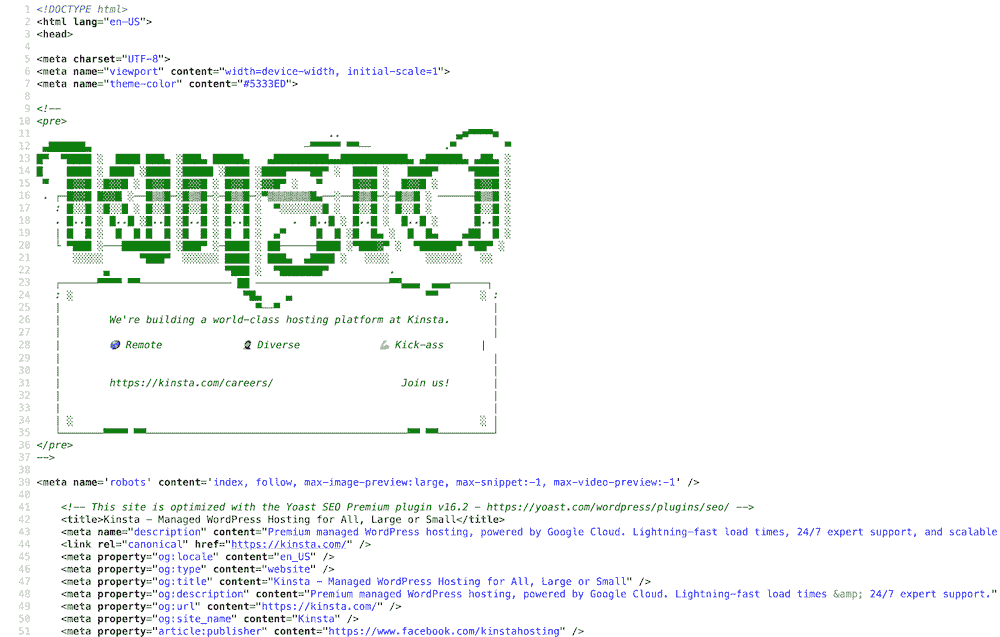 1 <!DOCTYPE html>
2 <html lang="en-US">
3 <head>
4
5 <meta charset="UTF-8">
6 <meta name="viewport" content="width=device-width, initial-scale=1">
7 <meta name="theme-color" content="#5333ED">
8
9 <!--
10 <pre>
11
12
13
14
15
16
17
18
19
20
21
22
23
24
25
26 We're building a world-class hosting platform at Kinsta.
27
28 🌍 Remote 👩‍🚀 Diverse 💪 Kick-ass |
29
30
31 https://kinsta.com/careers/ Join us!
32
33
34
35
36 </pre>
37 -->
38
39 <meta name='robots' content='index, follow, max-image-preview:large, max-snippet:-1, max-video-preview:-1' />
40
41 <!-- This site is optimized with the Yoast SEO Premium plugin v16.2 - https://yoast.com/wordpress/plugins/seo/ -->
42 <title>Kinsta - Managed WordPress Hosting for All, Large or Small</title>
43 <meta name="description" content="Premium managed WordPress hosting, powered by Google Cloud. Lightning-fast load times, 24/7 expert support, and scalable
44 <link rel="canonical" href="https://kinsta.com/" />
45 <meta property="og:locale" content="en_US" />
46 <meta property="og:type" content="website" />
47 <meta property="og:title" content="Kinsta - Managed WordPress Hosting for All, Large or Small" />
48 <meta property="og:description" content="Premium managed WordPress hosting, powered by Google Cloud. Lightning-fast load times &amp; 24/7 expert support."
49 <meta property="og:url" content="https://kinsta.com/" />
50 <meta property="og:site_name" content="Kinsta" />
51 <meta property="article:publisher" content="https://www.facebook.com/kinstahosting" />